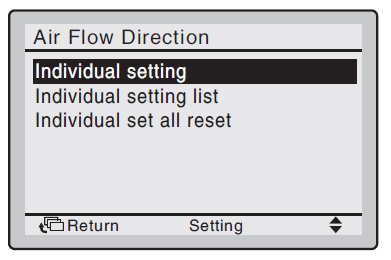 Air Flow Direction
Individual setting
Individual setting list
Individual set all reset
Return Setting